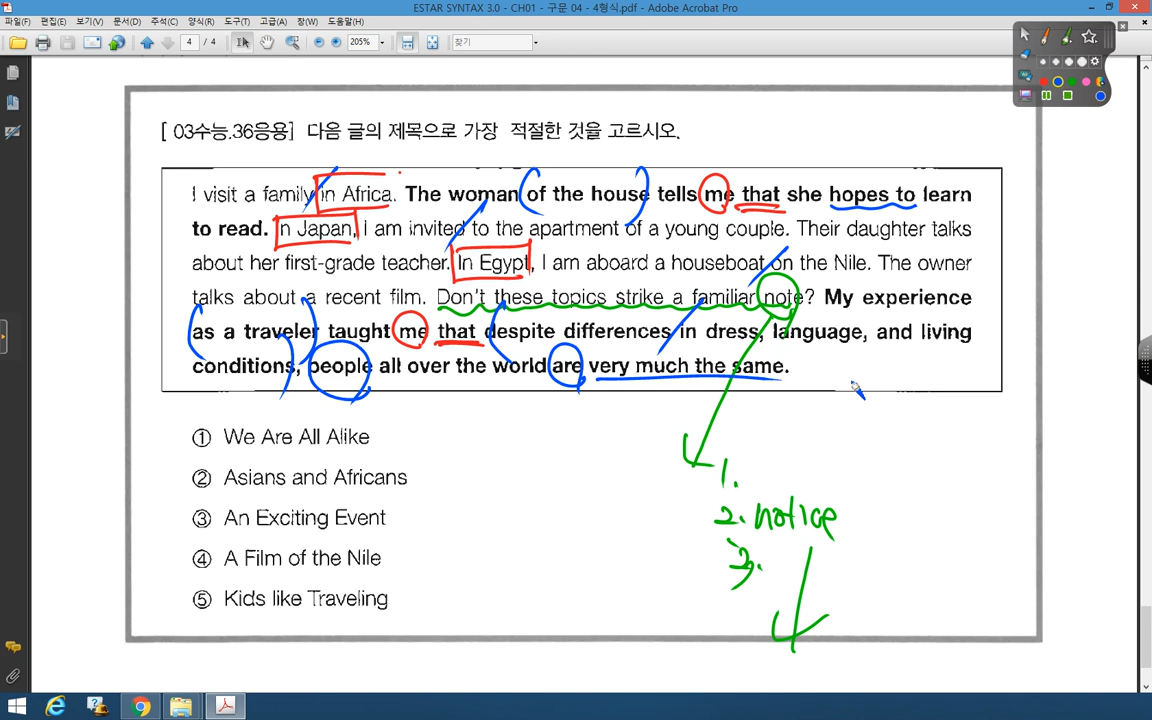 ESTAR SYNTAX 3.0 - CH01 - 구문 04 - 4형식.pdf - Adobe Acrobat Pro
파일(F) 편집(E) 보기(V) 문서(D) 주석(C) 양식(R) 도구(T) 고급(A) 창(W) 도움말(H)
4 / 4 205% 찾기
[ 03수능.36응용] 다음 글의 제목으로 가장 적절한 것을 고르시오.
I visit a family in Africa. The woman of the house tells me that she hopes to learn
to read. In Japan, I am invited to the apartment of a young couple. Their daughter talks
about her first-grade teacher. In Egypt, I am aboard a houseboat on the Nile. The owner
talks about a recent film. Don't these topics strike a familiar note? My experience
as a traveler taught me that despite differences in dress, language, and living
conditions, people all over the world are very much the same.
① We Are All Alike
② Asians and Africans
③ An Exciting Event
④ A Film of the Nile
⑤ Kids like Traveling
1.
2. notice
3.